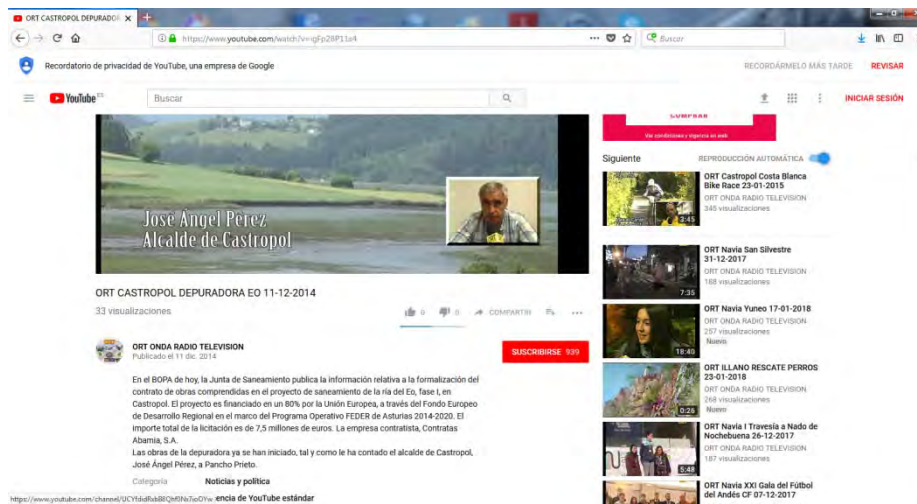 ORT CASTROPOL DEPURADOR
https://www.youtube.com/watch?v=igFp28P11e4
Buscar
Recordatorio de privacidad de YouTube, una empresa de Google
RECORDÁRMELO MÁS TARDE
REVISAR
YouTube ES
Buscar
INICIAR SESIÓN
José Ángel Pérez
Alcalde de Castropol
COMPRAR
Ver condiciones y vigencia en web
ORT CASTROPOL DEPURADORA EO 11-12-2014
33 visualizaciones
0
0
COMPARTIR
ORT ONDA RADIO TELEVISION
Publicado el 11 dic. 2014
SUSCRIBIRSE 939
En el BOPA de hoy, la Junta de Saneamiento publica la información relativa a la formalización del
contrato de obras comprendidas en el proyecto de saneamiento de la ría del Eo, fase I, en
Castropol. El proyecto es financiado en un 80% por la Unión Europea, a través del Fondo Europeo
de Desarrollo Regional en el marco del Programa Operativo FEDER de Asturias 2014-2020. El
importe total de la licitación es de 7,5 millones de euros. La empresa contratista, Contratas
Abamia, S.A.
Las obras de la depuradora ya se han iniciado, tal y como le ha contado el alcalde de Castropol,
José Ángel Pérez, a Pancho Prieto.
Categoría
Noticias y política
encia de YouTube estándar
Siguiente
REPRODUCCIÓN AUTOMÁTICA
ORT Castropol Costa Blanca
Bike Race 23-01-2015
ORT ONDA RADIO TELEVISION
345 visualizaciones
3:45
ORT Navia San Silvestre
31-12-2017
ORT ONDA RADIO TELEVISION
188 visualizaciones
7:35
ORT Navia Yuneo 17-01-2018
ORT ONDA RADIO TELEVISION
257 visualizaciones
Nuevo
18:40
ORT ILLANO RESCATE PERROS
23-01-2018
ORT ONDA RADIO TELEVISION
268 visualizaciones
Nuevo
0:26
ORT Navia I Travesía a Nado de
Nochebuena 26-12-2017
ORT ONDA RADIO TELEVISION
187 visualizaciones
5:48
ORT Navia XXI Gala del Fútbol
del Andés CF 07-12-2017